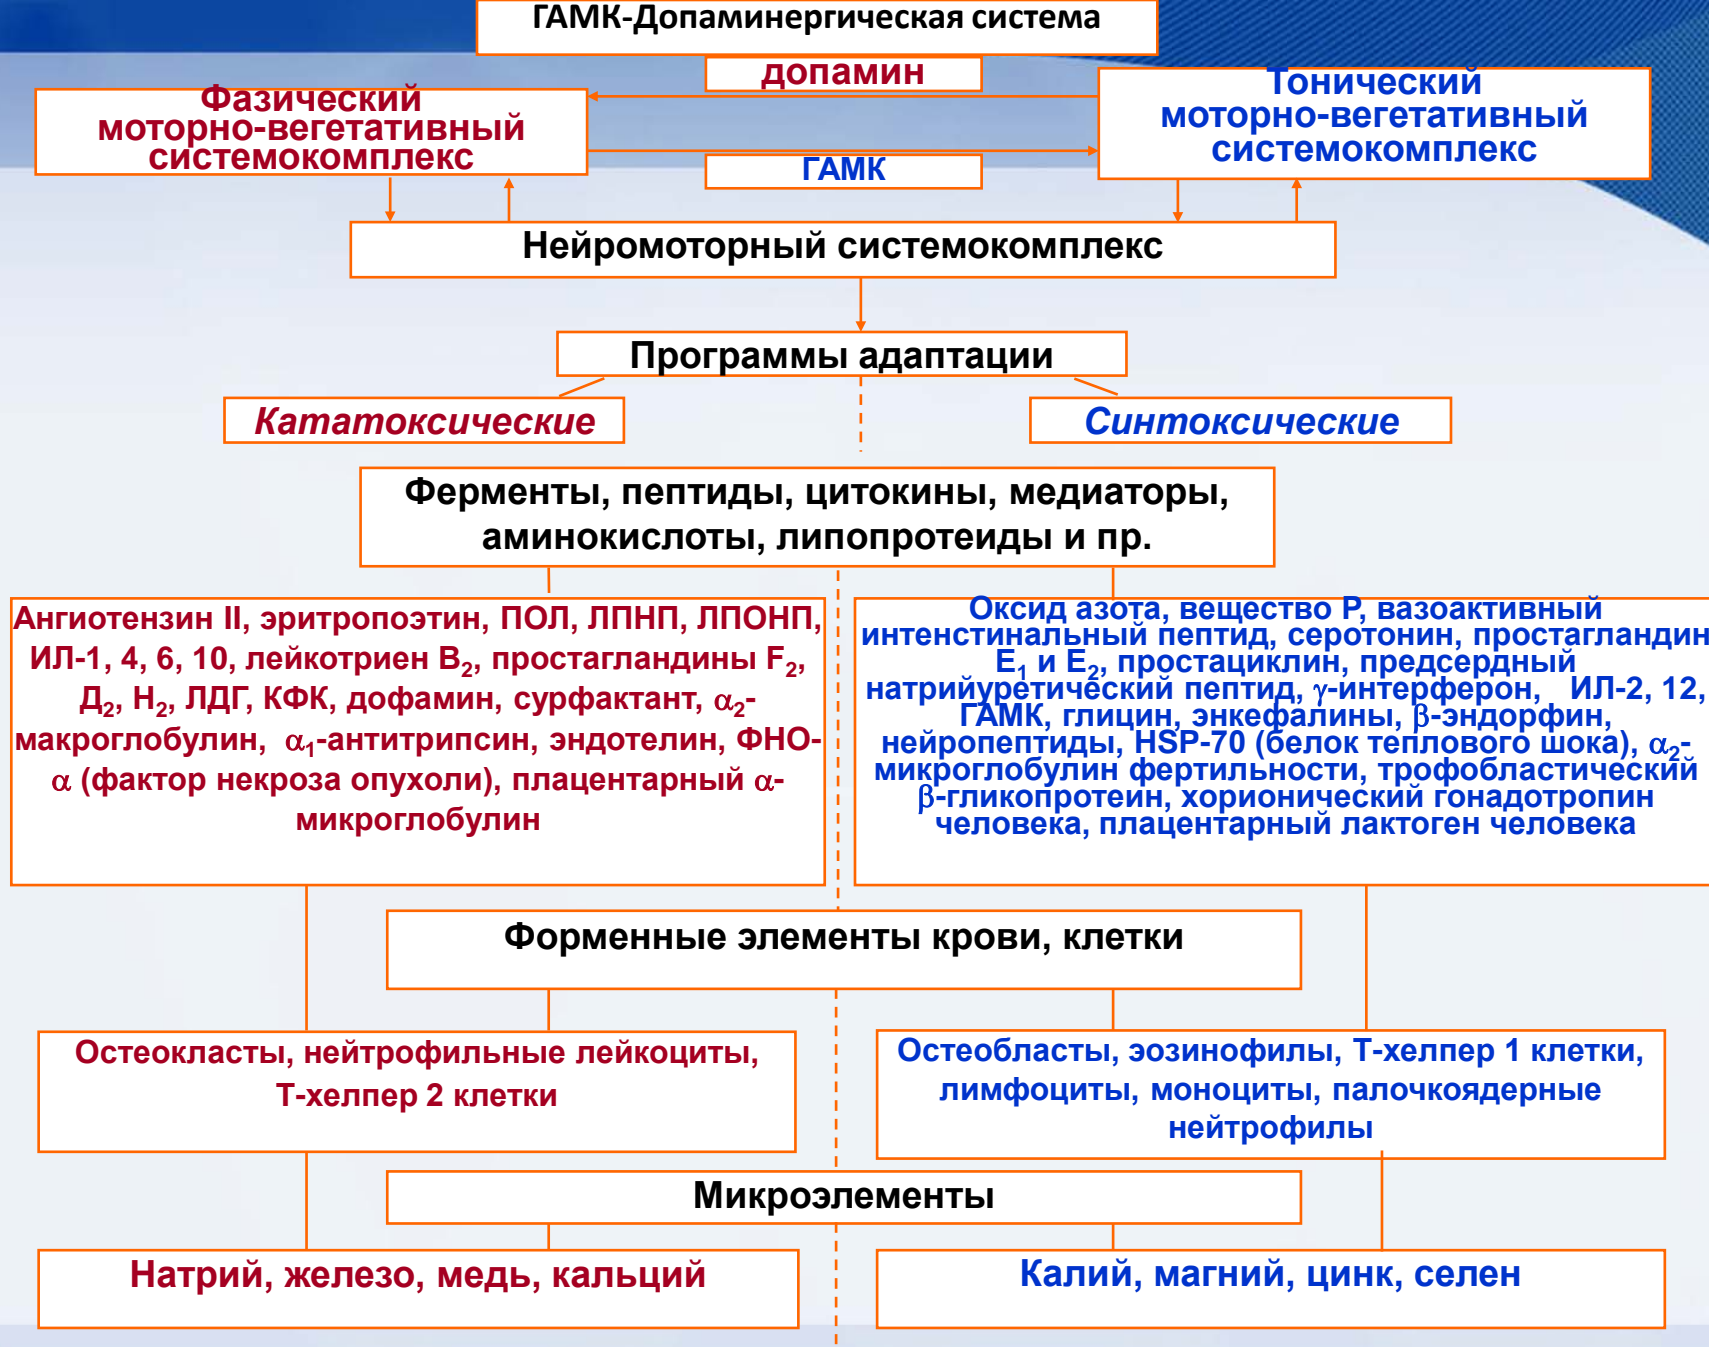 ГАМК-Допаминергическая система
допамин
Фазический
моторно-вегетативный
системокомплекс
Тонический
моторно-вегетативный
системокомплекс
ГАМК
Нейромоторный системокомплекс
Программы адаптации
Кататоксические
Синтоксические
Ферменты, пептиды, цитокины, медиаторы,
аминокислоты, липопротеиды и пр.
Ангиотензин II, эритропоэтин, ПОЛ, ЛПНП, ЛПОНП,
ИЛ-1, 4, 6, 10, лейкотриен B₂, простагландины F₂,
Д₂, Н₂, ЛДГ, КФК, дофамин, сурфактант, α₂-
макроглобулин, α₁-антитрипсин, эндотелин, ФНО-
α (фактор некроза опухоли), плацентарный α-
микроглобулин
Оксид азота, вещество Р, вазоактивный
интенстинальный пептид, серотонин, простагландин
Е₁ и Е₂, простациклин, предсердный
натрийуретический пептид, γ-интерферон, ИЛ-2, 12,
ГАМК, глицин, энкефалины, β-эндорфин,
нейропептиды, HSP-70 (белок теплового шока), α₂-
микроглобулин фертильности, трофобластический
β-гликопротеин, хорионический гонадотропин
человека, плацентарный лактоген человека
Форменные элементы крови, клетки
Остеокласты, нейтрофильные лейкоциты,
Т-хелпер 2 клетки
Остеобласты, эозинофилы, Т-хелпер 1 клетки,
лимфоциты, моноциты, палочкоядерные
нейтрофилы
Микроэлементы
Натрий, железо, медь, кальций
Калий, магний, цинк, селен